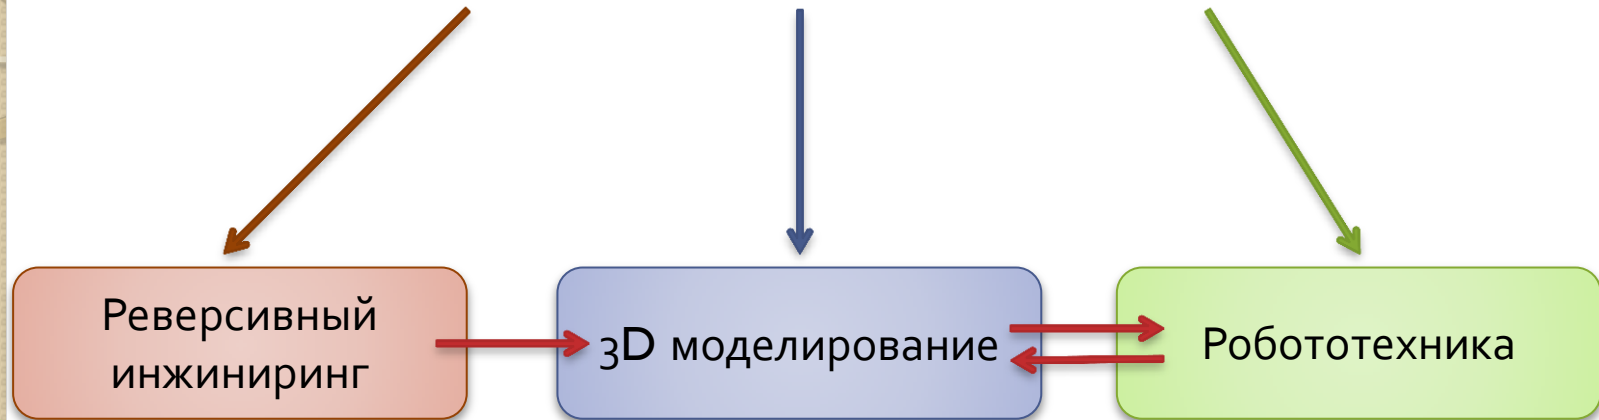 Реверсивный
инжиниринг
3D моделирование
Робототехника